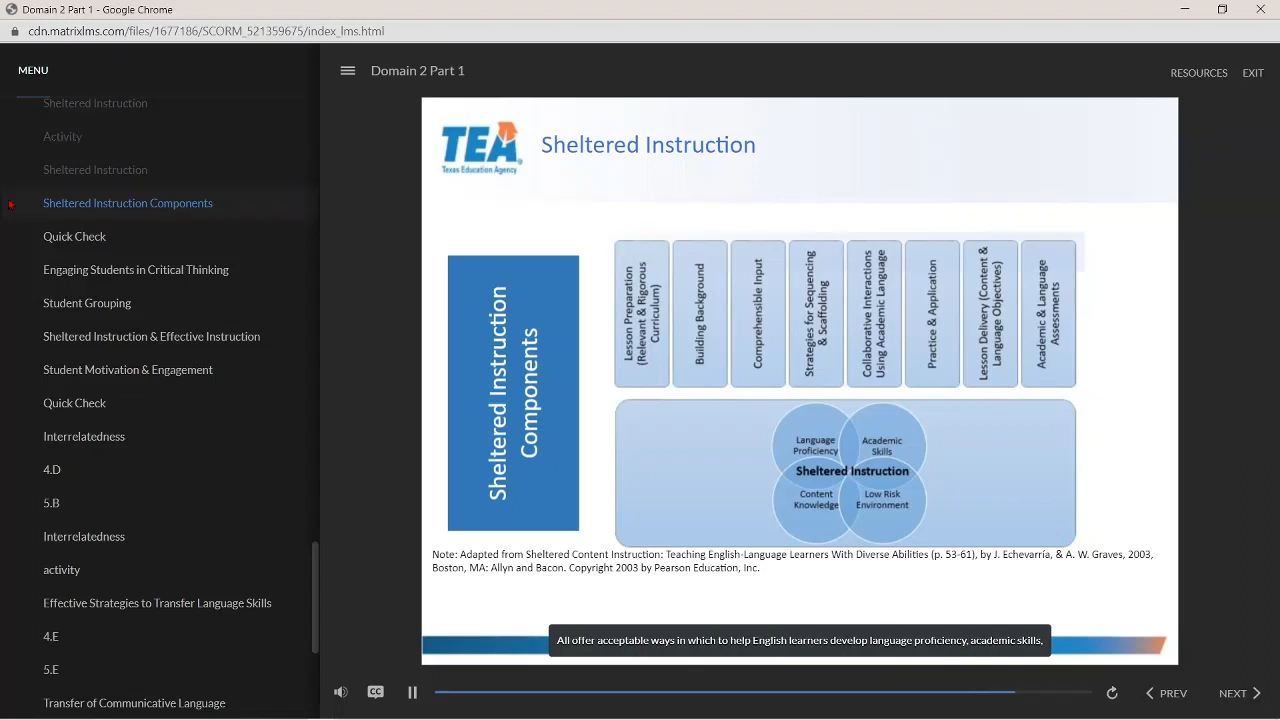 Domain 2 Part 1 - Google Chrome
cdn.matrixlms.com/files/1677186/SCORM_521359675/index_lms.html
MENU
Sheltered Instruction
Activity
Sheltered Instruction
Sheltered Instruction Components
Quick Check
Engaging Students in Critical Thinking
Student Grouping
Sheltered Instruction & Effective Instruction
Student Motivation & Engagement
Quick Check
Interrelatedness
4.D
5.B
Interrelatedness
activity
Effective Strategies to Transfer Language Skills
4.E
5.E
Transfer of Communicative Language
Domain 2 Part 1
RESOURCES
EXIT
TEA
Texas Education Agency
Sheltered Instruction
Sheltered Instruction
Components
Lesson Preparation
(Relevant & Rigorous
Curriculum)
Building Background
Comprehensible Input
Strategies for Sequencing
& Scaffolding
Collaborative Interactions
Using Academic Language
Practice & Application
Lesson Delivery (Content &
Language Objectives)
Academic & Language
Assessments
Language
Proficiency
Academic
Skills
Sheltered Instruction
Content
Knowledge
Low Risk
Environment
Note: Adapted from Sheltered Content Instruction: Teaching English-Language Learners With Diverse Abilities (p. 53-61), by J. Echevarría, & A. W. Graves, 2003,
Boston, MA: Allyn and Bacon. Copyright 2003 by Pearson Education, Inc.
All offer acceptable ways in which to help English learners develop language proficiency, academic skills,
CC
PREV
NEXT